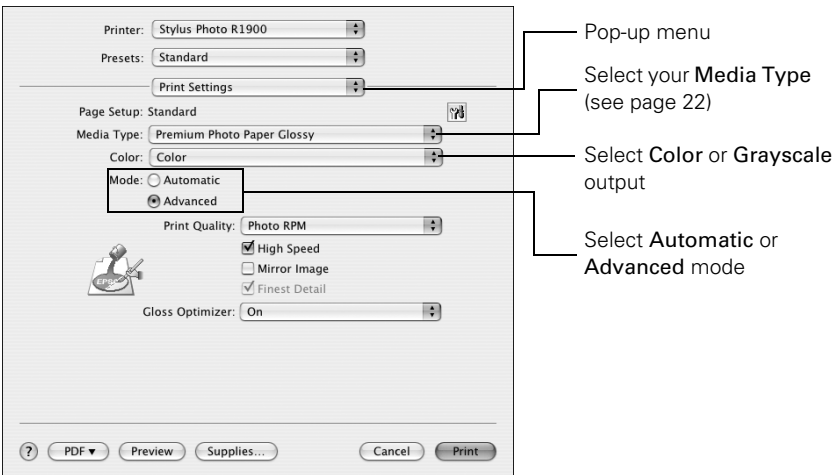 Printer: Stylus Photo R1900
Presets: Standard
Print Settings
Page Setup: Standard
Media Type: Premium Photo Paper Glossy
Color: Color
Mode: Automatic
Advanced
Print Quality: Photo RPM
High Speed
Mirror Image
Finest Detail
EPSON
Gloss Optimizer: On
? PDF▼ Preview Supplies... Cancel Print
Pop-up menu
Select your Media Type
(see page 22)
Select Color or Grayscale
output
Select Automatic or
Advanced mode